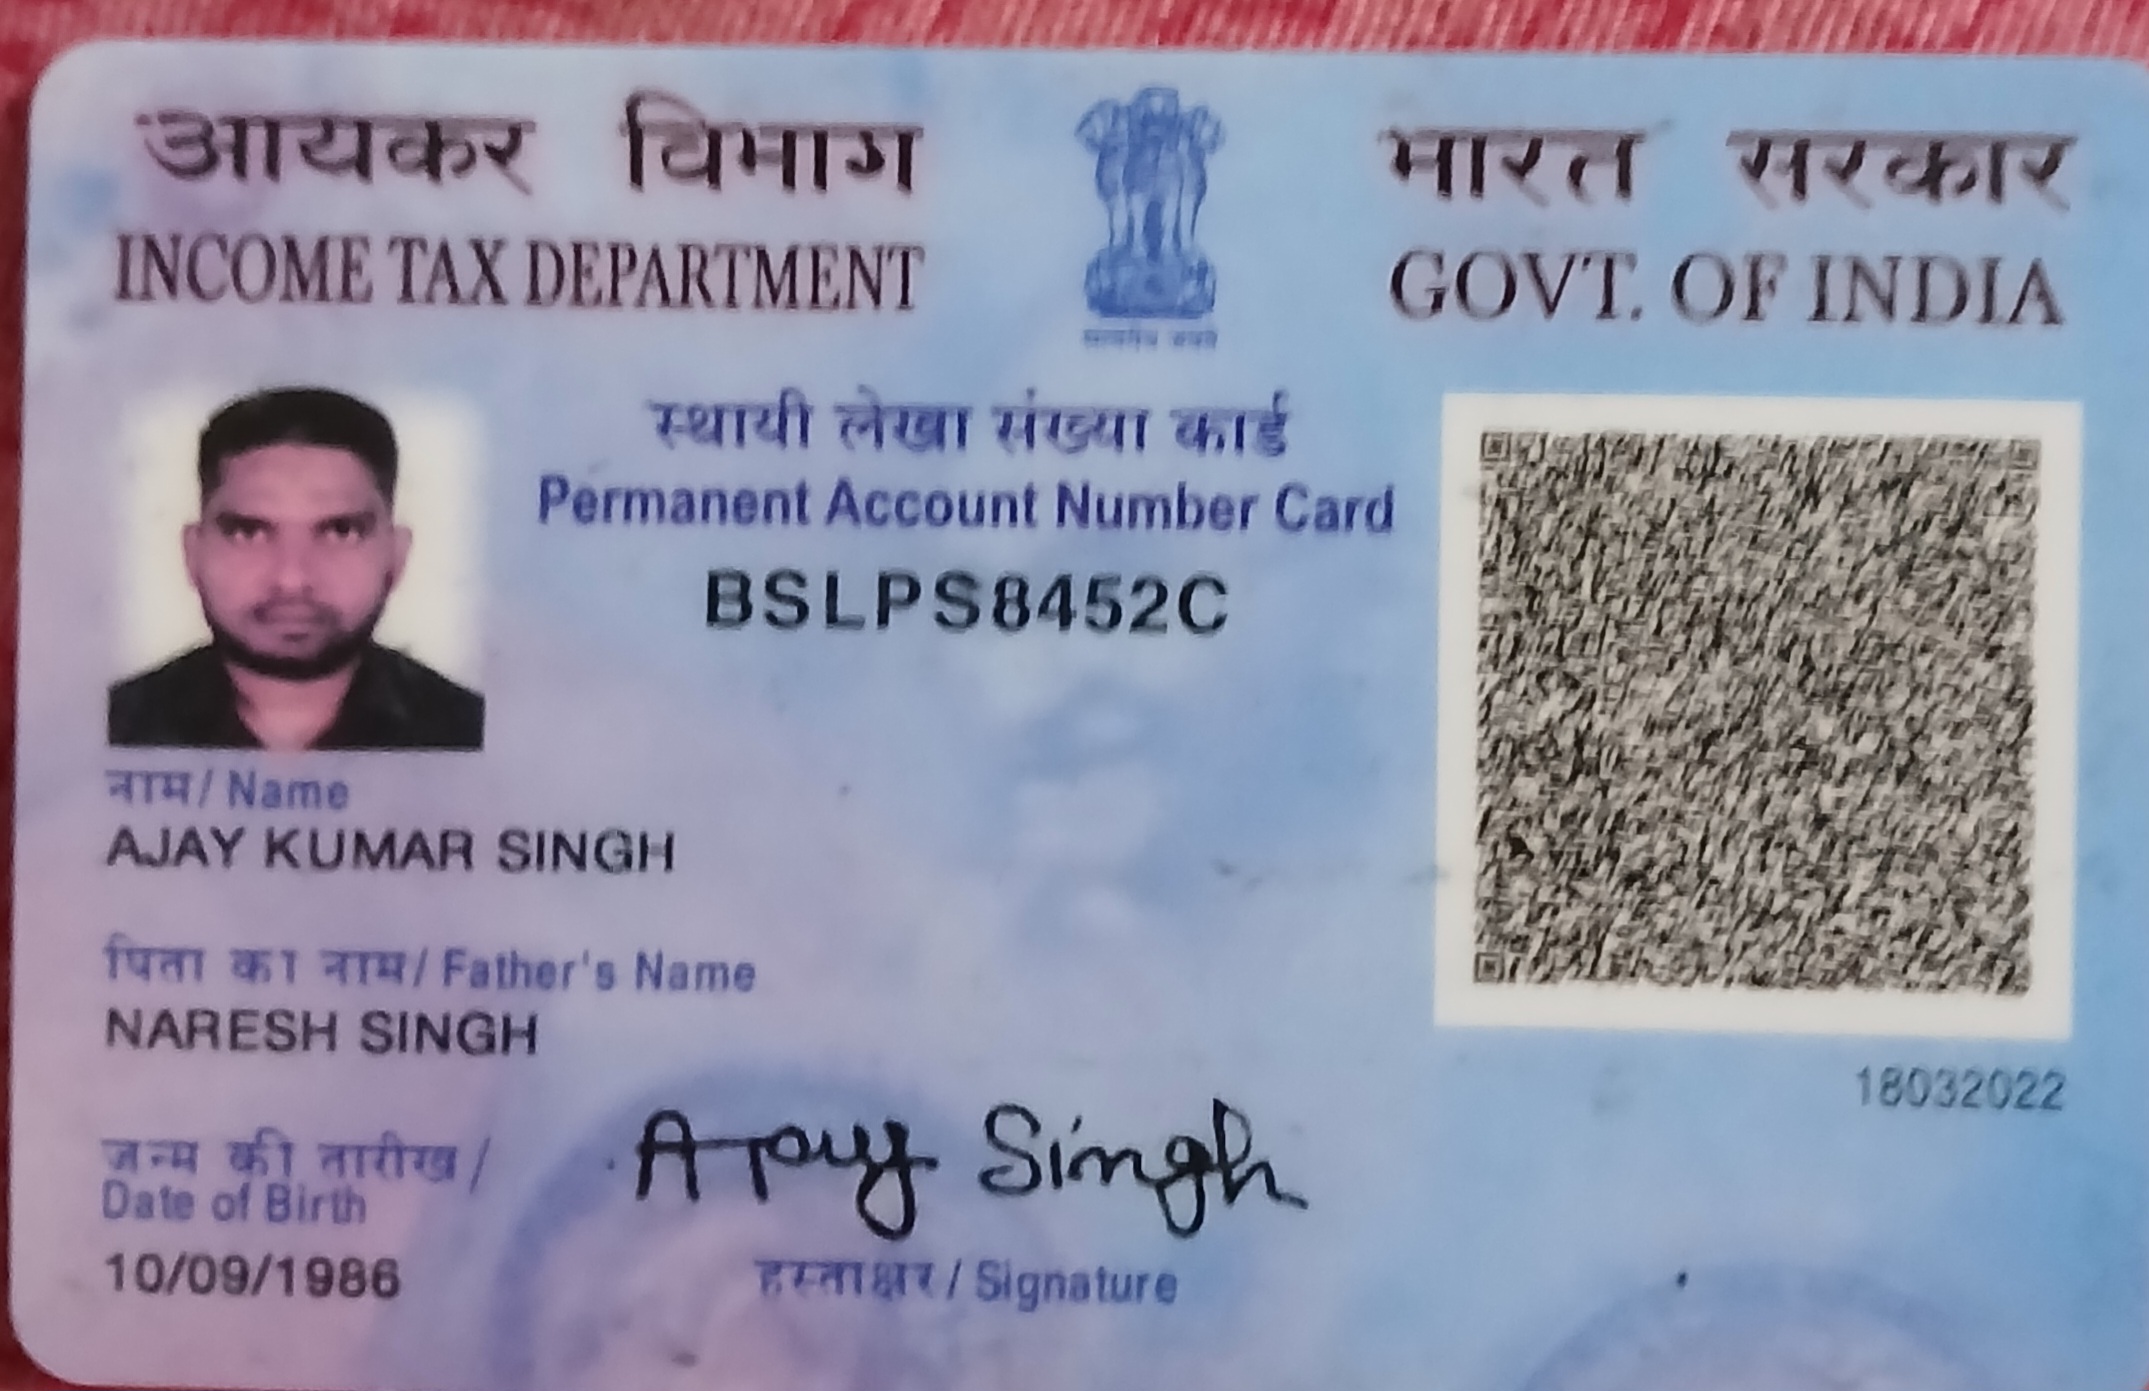 आयकर विभाग
INCOME TAX DEPARTMENT
भारत सरकार
GOVT. OF INDIA
सत्यमेव जयते
स्थायी लेखा संख्या कार्ड
Permanent Account Number Card
BSLPS8452C
नाम / Name
AJAY KUMAR SINGH
पिता का नाम / Father's Name
NARESH SINGH
18032022
जन्म की तारीख /
Date of Birth
10/09/1986
Ajay Singh
हस्ताक्षर / Signature